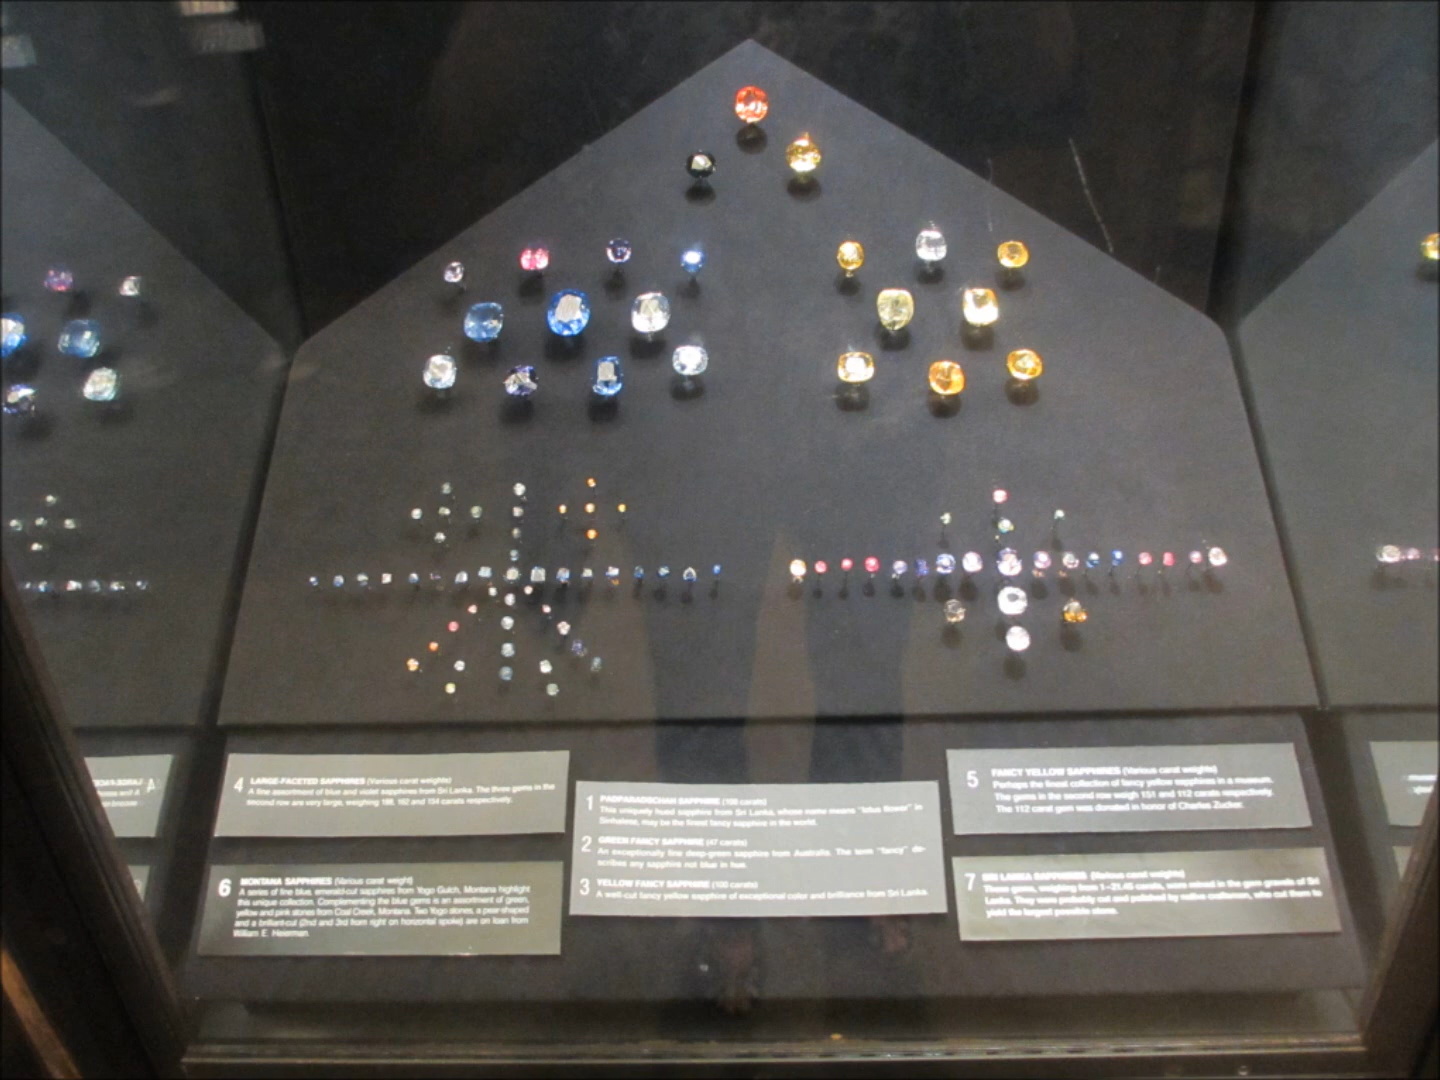 4 LARGE-FACETED SAPPHIRES (Various carat weights)
A fine assortment of blue and violet sapphires from Sri Lanka. The three gems in the
second row are very large, weighing 188, 162 and 154 carats respectively.
6 MONTANA SAPPHIRES (Various carat weight)
A series of fine blue, emerald-cut sapphires from Yogo Gulch, Montana highlight
this unique collection. Complementing the blue gems is an assortment of green,
yellow and pink stones from Coal Creek, Montana. Two Yogo stones, a pear-shaped
and a brilliant-cut (2nd and 3rd from right on horizontal spoke) are on loan from
William E. Heierman.
1 PADPARADSCHAH SAPPHIRE (100 carats)
This uniquely hued sapphire from Sri Lanka, whose name means "lotus flower" in
Sinhalese, may be the finest fancy sapphire in the world.
2 GREEN FANCY SAPPHIRE (47 carats)
An exceptionally fine deep-green sapphire from Australia. The term "fancy" de-
scribes any sapphire not blue in hue.
3 YELLOW FANCY SAPPHIRE (100 carats)
A well-cut fancy yellow sapphire of exceptional color and brilliance from Sri Lanka.
5 FANCY YELLOW SAPPHIRES (Various carat weights)
Perhaps the finest collection of fancy yellow sapphires in a museum.
The gems in the second row weigh 151 and 112 carats respectively.
The 112 carat gem was donated in honor of Charles Zucker.
7 SRI LANKA SAPPHIRES (Various carat weights)
These gems, weighing from 1-21.45 carats, were mined in the gem gravels of Sri
Lanka. They were probably cut and polished by native craftsmen, who cut them to
yield the largest possible stone.